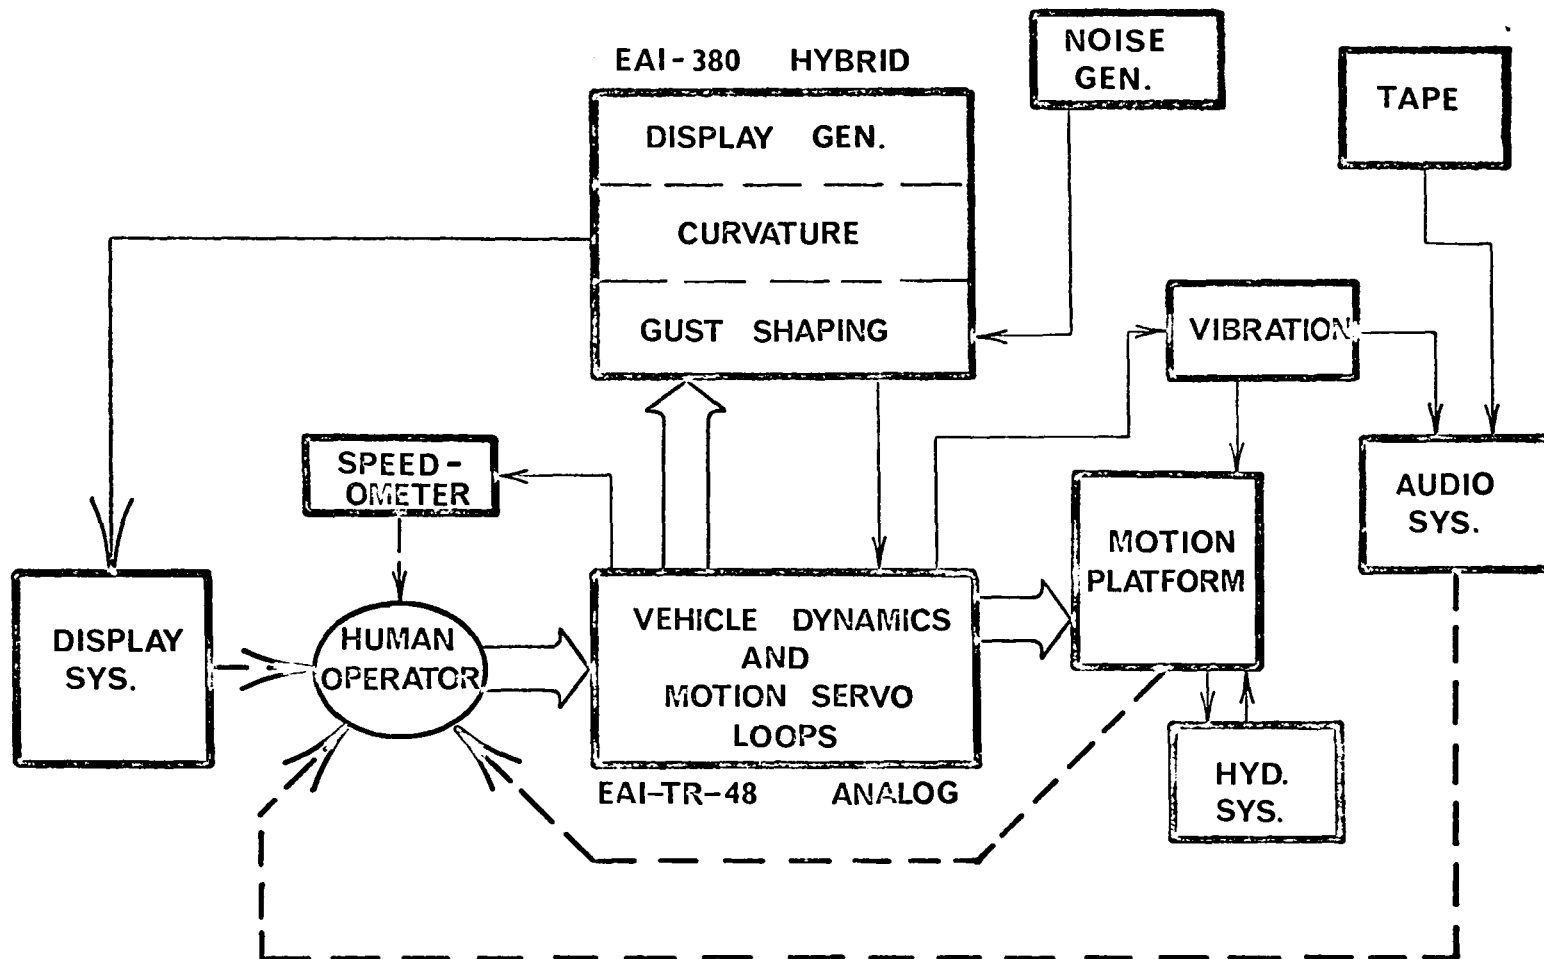 EAI-380 HYBRID
DISPLAY GEN.
CURVATURE
GUST SHAPING
NOISE
GEN.
TAPE
VIBRATION
SPEED-
OMETER
AUDIO
SYS.
MOTION
PLATFORM
DISPLAY
SYS.
HUMAN
OPERATOR
VEHICLE DYNAMICS
AND
MOTION SERVO
LOOPS
EAI-TR-48 ANALOG
HYD.
SYS.